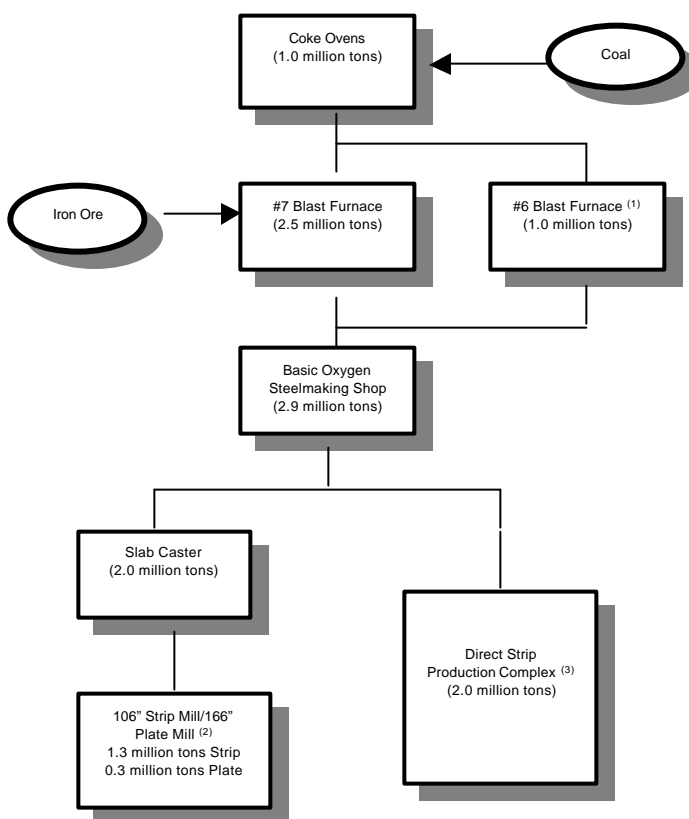 Coke Ovens
(1.0 million tons)
Coal
Iron Ore
#7 Blast Furnace
(2.5 million tons)
#6 Blast Furnace (1)
(1.0 million tons)
Basic Oxygen
Steelmaking Shop
(2.9 million tons)
Slab Caster
(2.0 million tons)
Direct Strip
Production Complex (3)
(2.0 million tons)
106” Strip Mill/166”
Plate Mill (2)
1.3 million tons Strip
0.3 million tons Plate